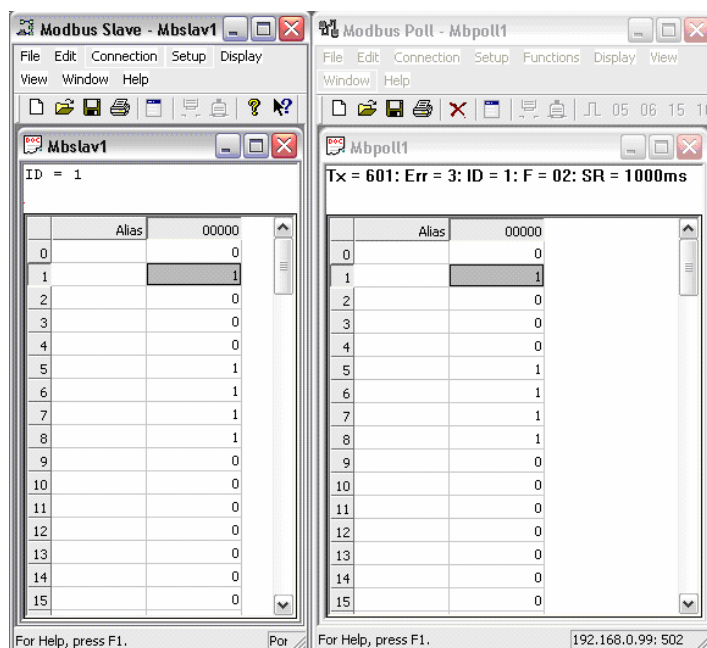 Modbus Slave - Mbslav1
File Edit Connection Setup Display
View Window Help
Mbslav1
ID = 1
Alias 00000
0 0
1 1
2 0
3 0
4 0
5 1
6 1
7 1
8 1
9 0
10 0
11 0
12 0
13 0
14 0
15 0
For Help, press F1. Por
Modbus Poll - Mbpoll1
File Edit Connection Setup Functions Display View
Window Help
05 06 15 1
Mbpoll1
Tx = 601: Err = 3: ID = 1: F = 02: SR = 1000ms
Alias 00000
0 0
1 1
2 0
3 0
4 0
5 1
6 1
7 1
8 1
9 0
10 0
11 0
12 0
13 0
14 0
15 0
For Help, press F1. 192.168.0.99: 502